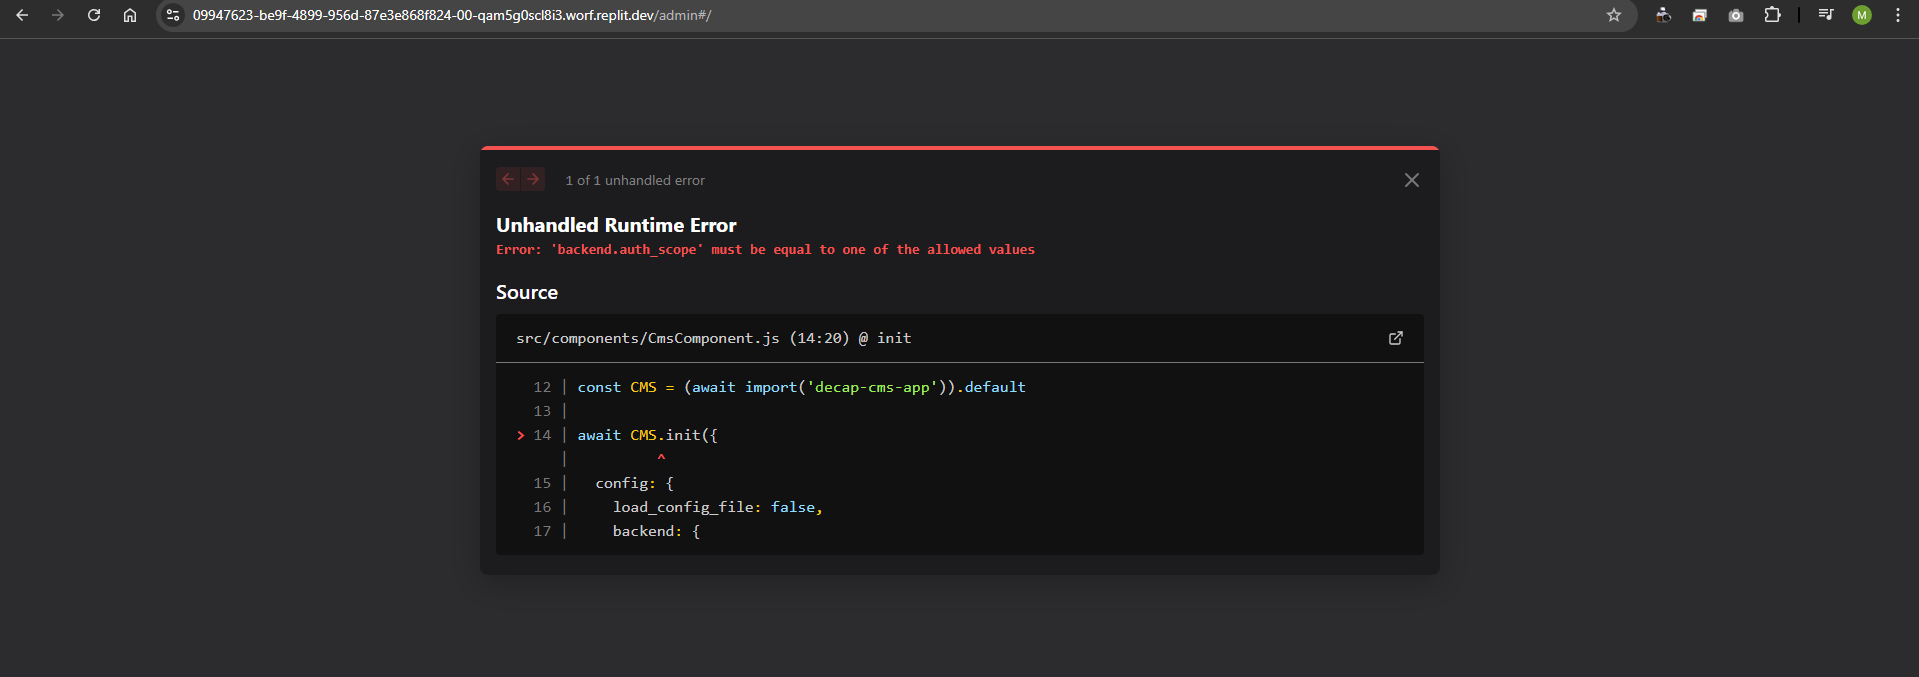 09947623-be9f-4899-956d-87e3e868f824-00-qam5g0scl8i3.worf.replit.dev/admin#/
M
1 of 1 unhandled error
Unhandled Runtime Error
Error: 'backend.auth_scope' must be equal to one of the allowed values
Source
src/components/CmsComponent.js (14:20) @ init
12 | const CMS = (await import('decap-cms-app')).default
13 |
> 14 | await CMS.init({
| ^
15 | config: {
16 | load_config_file: false,
17 | backend: {